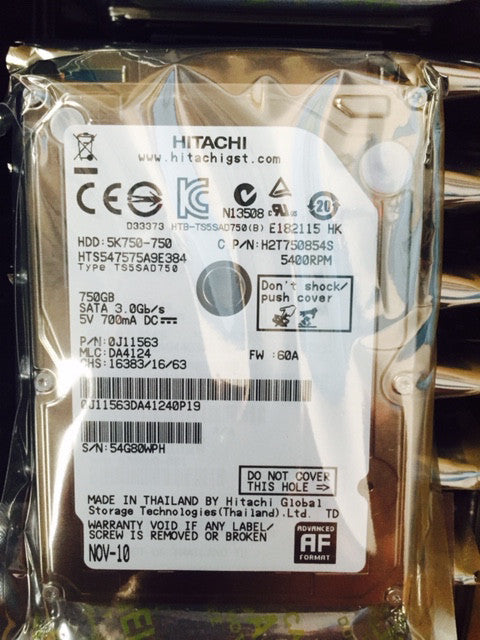 HITACHI
www.hitachigst.com
N13508
20
D33373 HTB-TS5SAD750(B) E182115 HK
HDD:5K750-750
C P/N:H2T750854S
HTS547575A9E384
5400RPM
Type TS5SAD750
Don't shock/
push cover
750GB
SATA 3.0Gb/s
5V 700mA DC
P/N:0J11563
MLC:DA4124
FW :60A
CHS:16383/16/63
0J11563DA41240P19
S/N:54G80WPH
DO NOT COVER
THIS HOLE
MADE IN THAILAND BY Hitachi Global
Storage Technologies(Thailand).Ltd. TD
WARRANTY VOID IF ANY LABEL/
SCREW IS REMOVED OR BROKEN
NOV-10
ADVANCED
AF
FORMAT